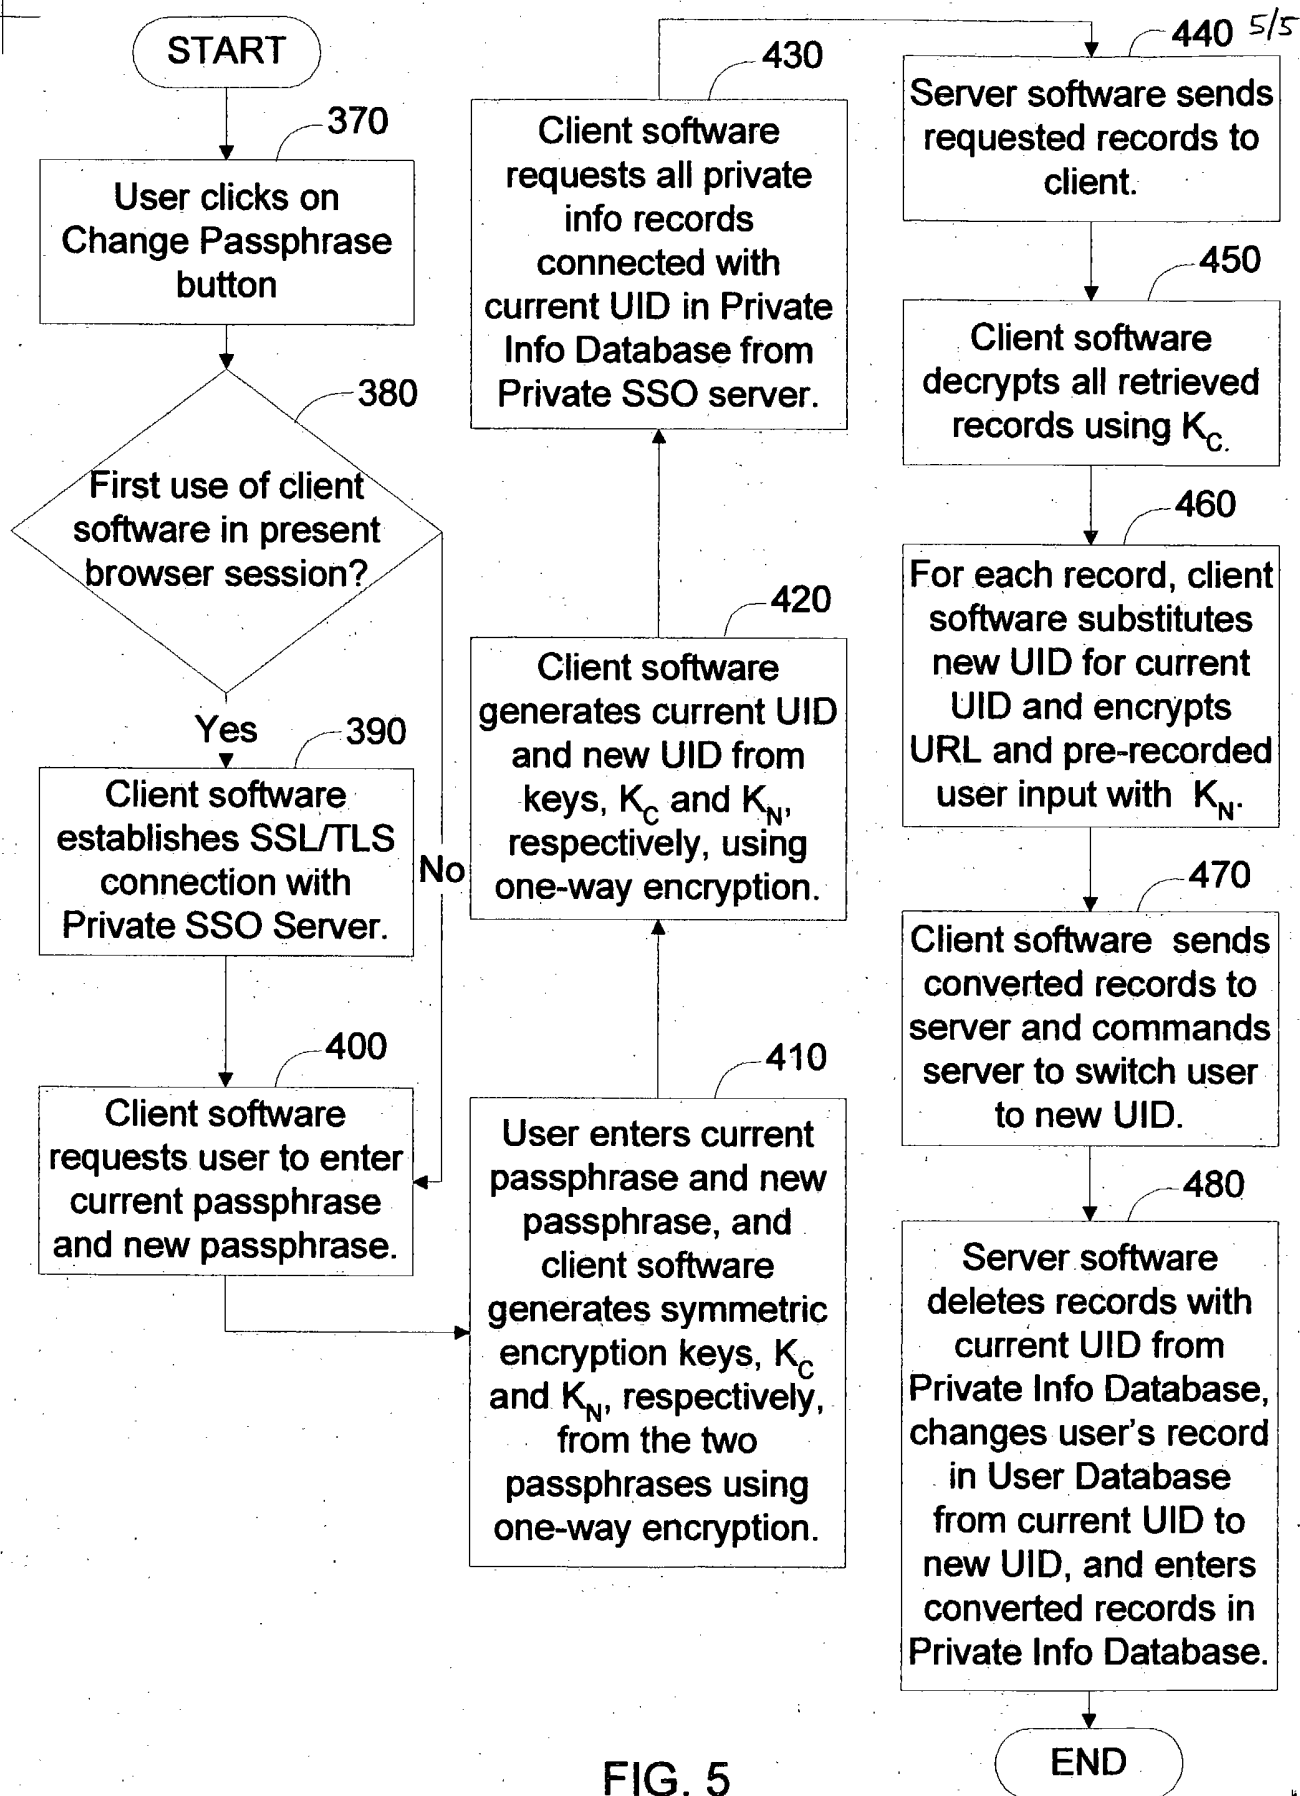 START
370
User clicks on
Change Passphrase
button
380
First use of client
software in present
browser session?
Yes
No
390
Client software
establishes SSL/TLS
connection with
Private SSO Server.
400
Client software
requests user to enter
current passphrase
and new passphrase.
410
User enters current
passphrase and new
passphrase, and
client software
generates symmetric
encryption keys, K_C
and K_N, respectively,
from the two
passphrases using
one-way encryption.
420
Client software
generates current UID
and new UID from
keys, K_C and K_N,
respectively, using
one-way encryption.
430
Client software
requests all private
info records
connected with
current UID in Private
Info Database from
Private SSO server.
440
5/5
Server software sends
requested records to
client.
450
Client software
decrypts all retrieved
records using K_C.
460
For each record, client
software substitutes
new UID for current
UID and encrypts
URL and pre-recorded
user input with K_N.
470
Client software sends
converted records to
server and commands
server to switch user
to new UID.
480
Server software
deletes records with
current UID from
Private Info Database,
changes user's record
in User Database
from current UID to
new UID, and enters
converted records in
Private Info Database.
END
FIG. 5